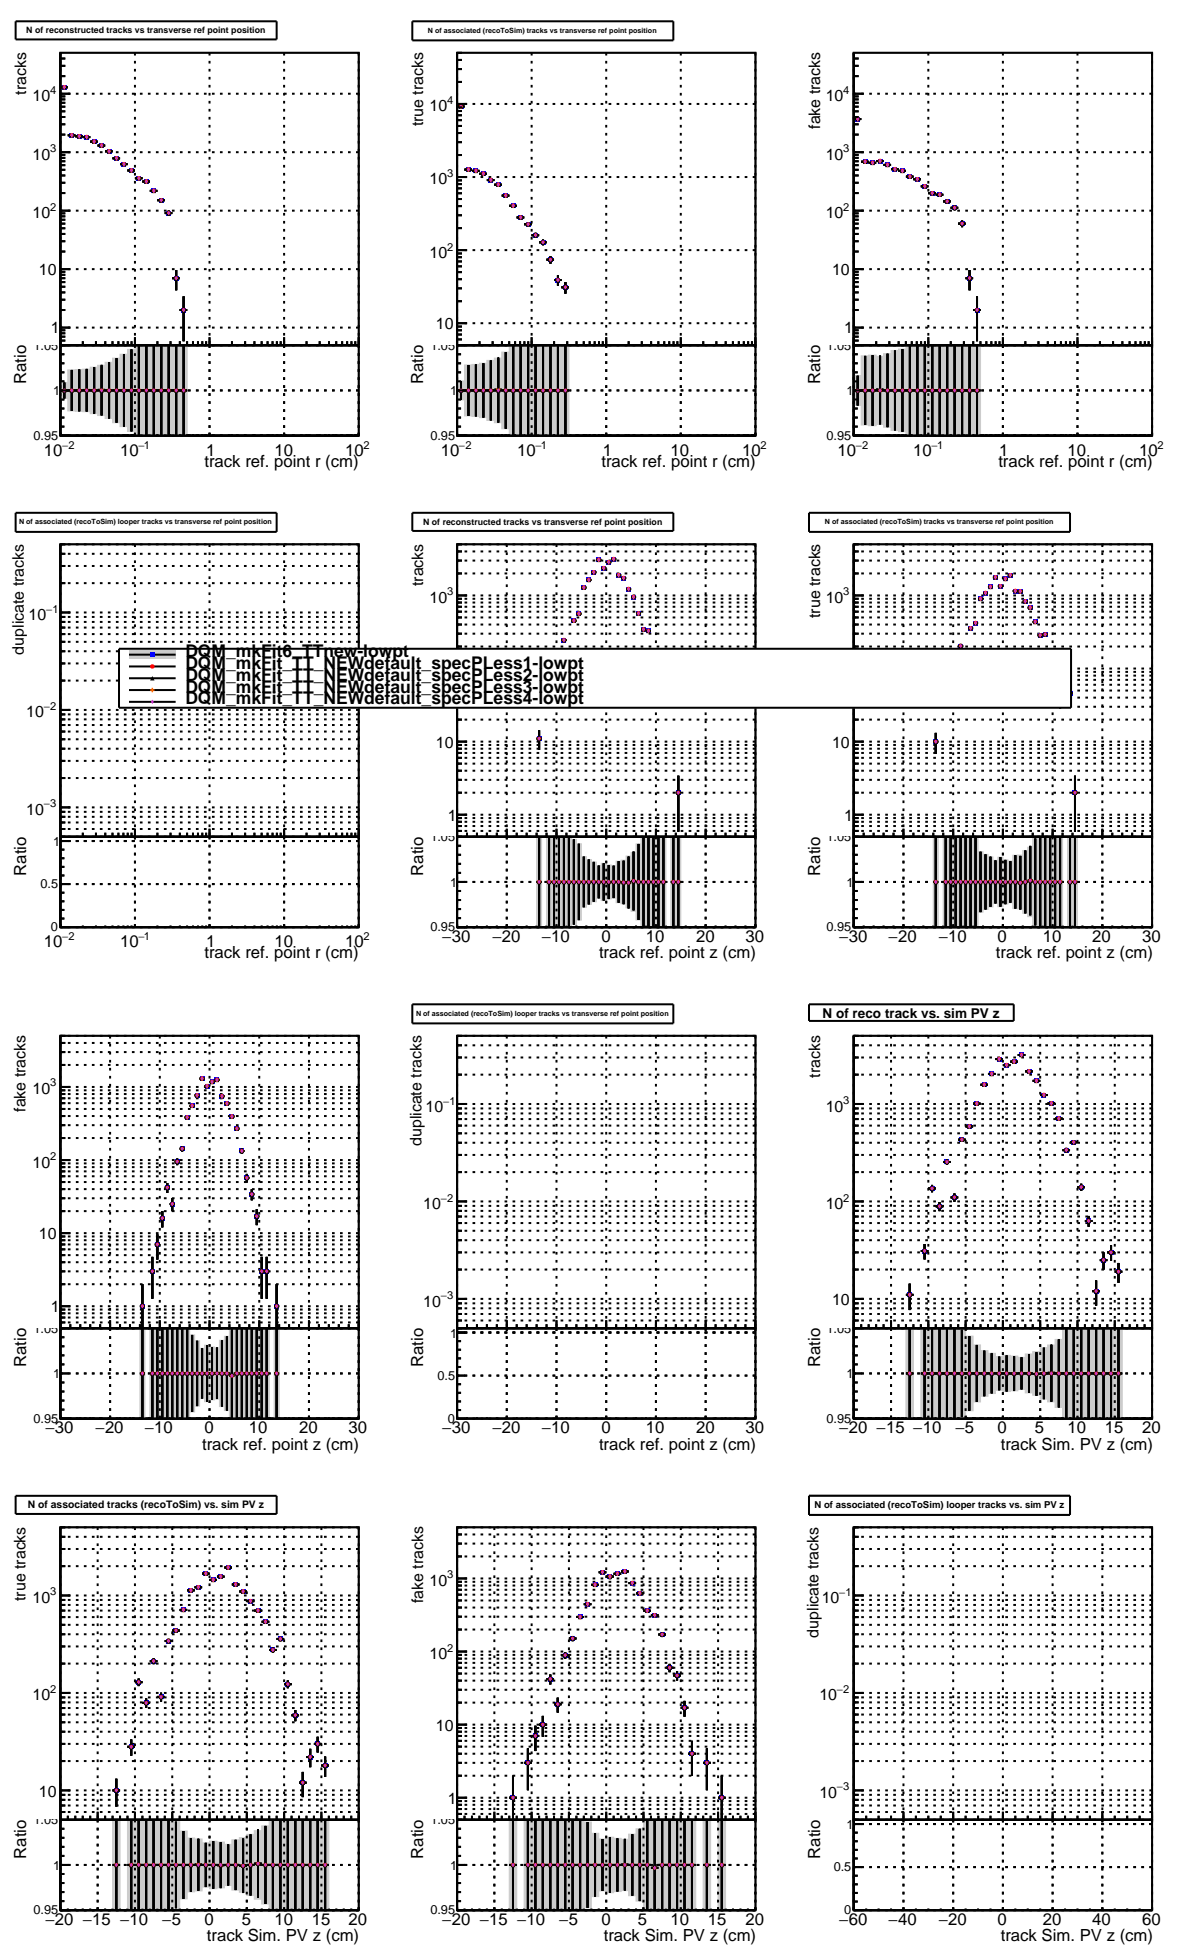 N of reconstructed tracks vs transverse ref point position
N of associated (recoToSim) tracks vs transverse ref point position
tracks
10^4
10^3
10^2
10
1
Ratio
1.05
1
0.95
10^−2 10^−1 1 10 10^2
track ref. point r (cm)
true tracks
10^4
10^3
10^2
10
Ratio
1.05
1
0.95
10^−2 10^−1 1 10 10^2
track ref. point r (cm)
fake tracks
10^4
10^3
10^2
10
1
Ratio
1.05
1
0.95
10^−2 10^−1 1 10 10^2
track ref. point r (cm)
N of associated (recoToSim) looper tracks vs transverse ref point position
N of reconstructed tracks vs transverse ref point position
N of associated (recoToSim) tracks vs transverse ref point position
duplicate tracks
10^−1
10^−2
10^−3
Ratio
1
0.5
0
10^−2 10^−1 1 10 10^2
track ref. point r (cm)
tracks
10^3
10
1
Ratio
1.05
1
0.95
−30 −20 −10 0 10 20 30
track ref. point z (cm)
true tracks
10^3
10
1
Ratio
1.05
1
0.95
−30 −20 −10 0 10 20 30
track ref. point z (cm)
DQM_mkFit6_TTnew-lowpt
DQM_mkFit_TT_NEWdefault_specPLess1-lowpt
DQM_mkFit_TT_NEWdefault_specPLess2-lowpt
DQM_mkFit_TT_NEWdefault_specPLess3-lowpt
DQM_mkFit_TT_NEWdefault_specPLess4-lowpt
N of associated (recoToSim) looper tracks vs transverse ref point position
N of reco track vs. sim PV z
fake tracks
10^3
10^2
10
1
Ratio
1.05
1
0.95
−30 −20 −10 0 10 20 30
track ref. point z (cm)
duplicate tracks
10^−1
10^−2
10^−3
Ratio
1
0.5
0
−30 −20 −10 0 10 20 30
track ref. point z (cm)
tracks
10^3
10^2
10
Ratio
1.05
1
0.95
−20 −15 −10 −5 0 5 10 15 20
track Sim. PV z (cm)
N of associated tracks (recoToSim) vs. sim PV z
N of associated (recoToSim) looper tracks vs. sim PV z
true tracks
10^3
10^2
10
Ratio
1.05
1
0.95
−20 −15 −10 −5 0 5 10 15 20
track Sim. PV z (cm)
fake tracks
10^3
10^2
10
1
Ratio
1.05
1
0.95
−20 −15 −10 −5 0 5 10 15 20
track Sim. PV z (cm)
duplicate tracks
10^−1
10^−2
10^−3
Ratio
1
0.5
0
−60 −40 −20 0 20 40 60
track Sim. PV z (cm)